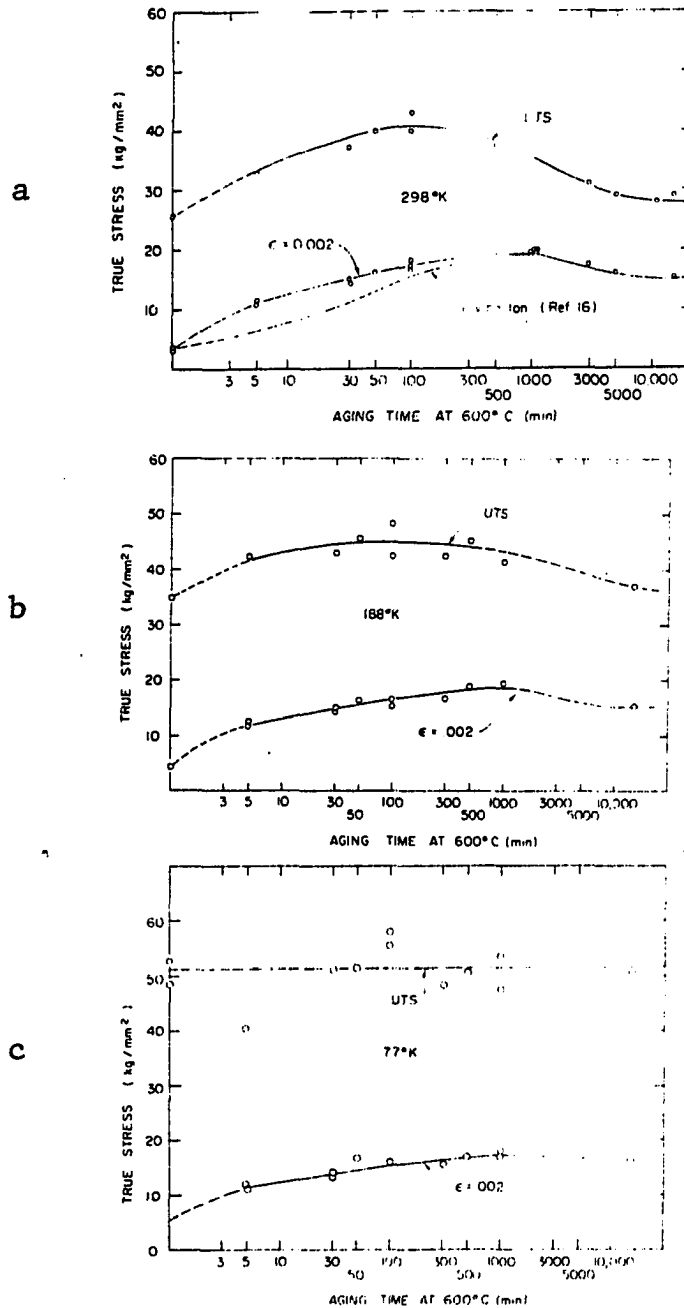 a
TRUE STRESS (kg/mm²)
60
50
40
30
20
10
UTS
298°K
ε = 0.002
(Ref 16)
3 5 10 30 50 100 300 1000 3000 10,000
500 5000
AGING TIME AT 600° C (min)
b
TRUE STRESS (kg/mm²)
60
50
40
30
20
10
0
UTS
188°K
ε = .002
3 5 10 30 100 300 1000 3000 10,000
50 500 5000
AGING TIME AT 600° C (min)
c
TRUE STRESS (kg/mm²)
60
50
40
30
20
10
0
UTS
77°K
ε = .002
3 5 10 30 100 300 1000 3000 10,000
50 500 5000
AGING TIME AT 600° C (min)